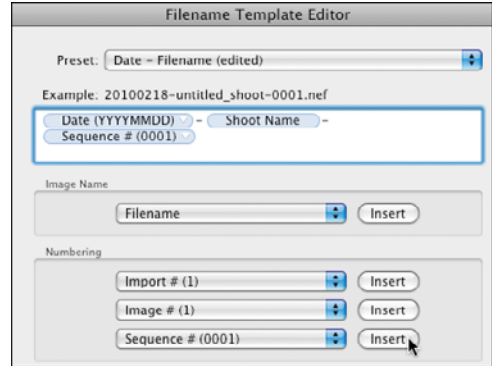 Filename Template Editor
Preset: Date – Filename (edited)
Example: 20100218-untitled_shoot-0001.nef
Date (YYYYMMDD) - Shoot Name -
Sequence # (0001)
Image Name
Filename Insert
Numbering
Import # (1) Insert
Image # (1) Insert
Sequence # (0001) Insert